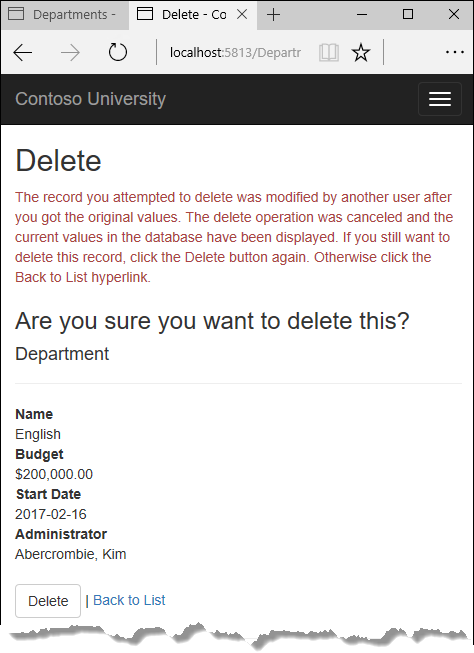 Departments -
Delete - Co
localhost:5813/Departr
Contoso University
Delete
The record you attempted to delete was modified by another user after
you got the original values. The delete operation was canceled and the
current values in the database have been displayed. If you still want to
delete this record, click the Delete button again. Otherwise click the
Back to List hyperlink.
Are you sure you want to delete this?
Department
Name
English
Budget
$200,000.00
Start Date
2017-02-16
Administrator
Abercrombie, Kim
Delete | Back to List